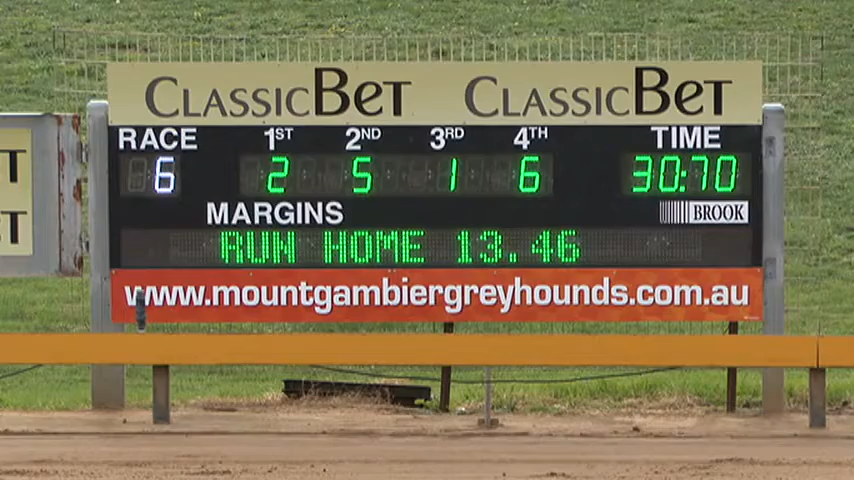 CLASSICBET CLASSICBET
RACE 1ST 2ND 3RD 4TH TIME
6 2 5 1 6 30:70
MARGINS BROOK
RUN HOME 13.46
www.mountgambiergreyhounds.com.au
T
ST